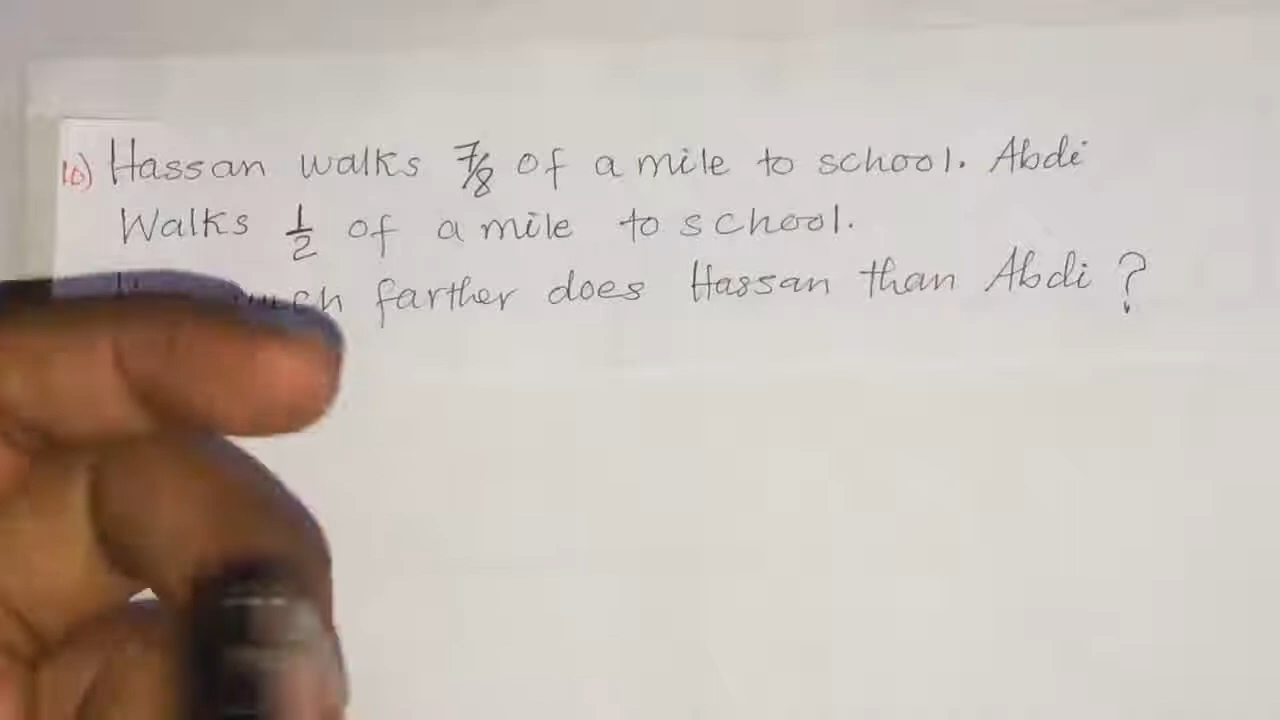 10) Hassan walks 7/8 of a mile to school. Abdi
Walks 1/2 of a mile to school.
farther does Hassan than Abdi ?